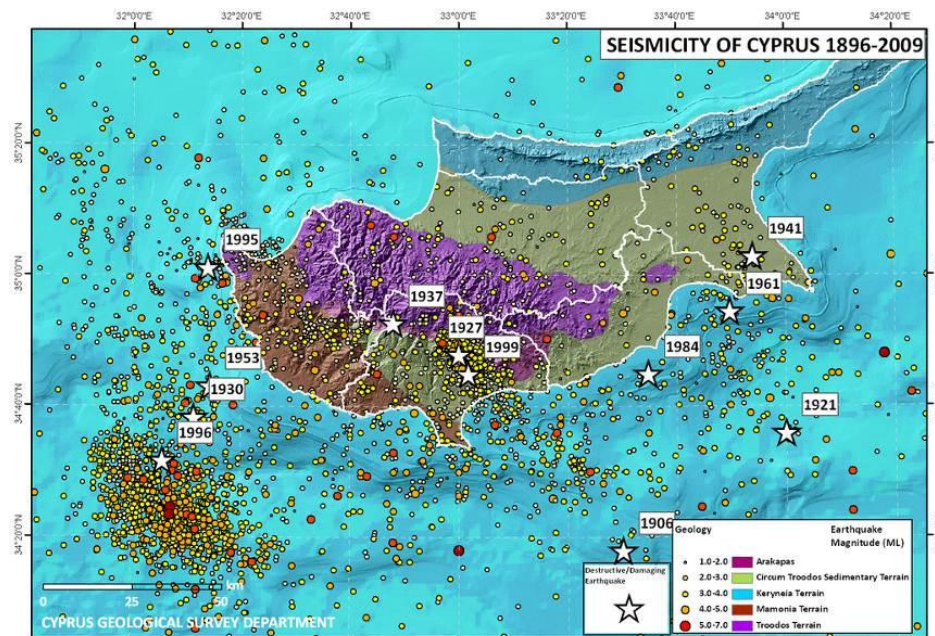 32°0'0"E 32°20'0"E 32°40'0"E 33°0'0"E 33°20'0"E 33°40'0"E 34°0'0"E 34°20'0"E
SEISMICITY OF CYPRUS 1896-2009
35°20'0"N
35°0'0"N
34°40'0"N
34°20'0"N
1995
1941
1961
1937
1927
1999
1984
1953
1930
1921
1996
1906
Geology
Earthquake
Magnitude (ML)
1.0-2.0 Arakapas
2.0-3.0 Circum Troodos Sedimentary Terrain
3.0-4.0 Keryneia Terrain
4.0-5.0 Mamonia Terrain
5.0-7.0 Troodos Terrain
Destructive/Damaging
Earthquake
km
0 25 50
CYPRUS GEOLOGICAL SURVEY DEPARTMENT